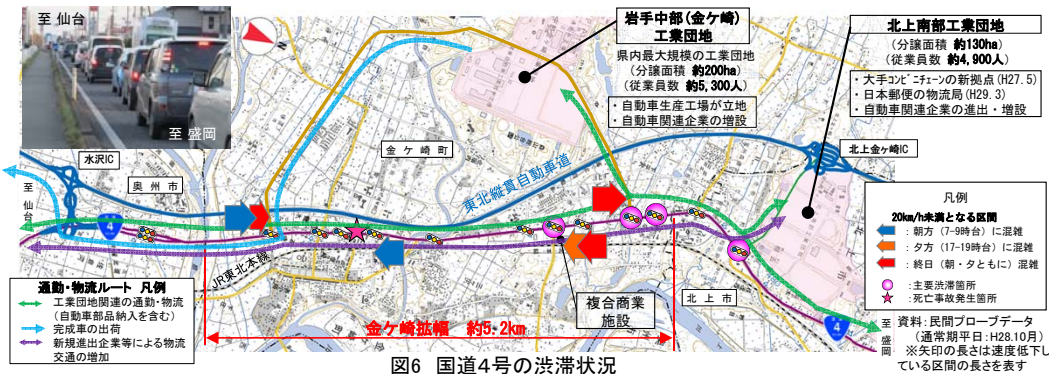 至 仙台
至 盛岡
N
岩手中部(金ケ崎)
工業団地
県内最大規模の工業団地
(分譲面積 約200ha)
(従業員数 約5,300人)
・自動車生産工場が立地
・自動車関連企業の増設
北上南部工業団地
(分譲面積 約130ha)
(従業員数 約4,900人)
・大手コンビニチェーンの新拠点(H27.5)
・日本郵便の物流局(H29.3)
・自動車関連企業の進出・増設
水沢IC
奥州市
金ケ崎町
東北縦貫自動車道
北上金ヶ崎IC
至 仙台
4
JR東北本線
複合商業
施設
北上市
金ケ崎拡幅 約5.2km
4
至 盛岡
通勤・物流ルート 凡例
工業団地関連の通勤・物流
(自動車部品納入を含む)
完成車の出荷
新規進出企業等による物流
交通の増加
凡例
20km/h未満となる区間
:朝方(7-9時台)に混雑
:夕方(17-19時台)に混雑
:終日(朝・夕ともに)混雑
:主要渋滞箇所
:死亡事故発生箇所
資料:民間プローブデータ
(通常期平日:H28.10月)
※矢印の長さは速度低下し
ている区間の長さを表す
図6 国道4号の渋滞状況